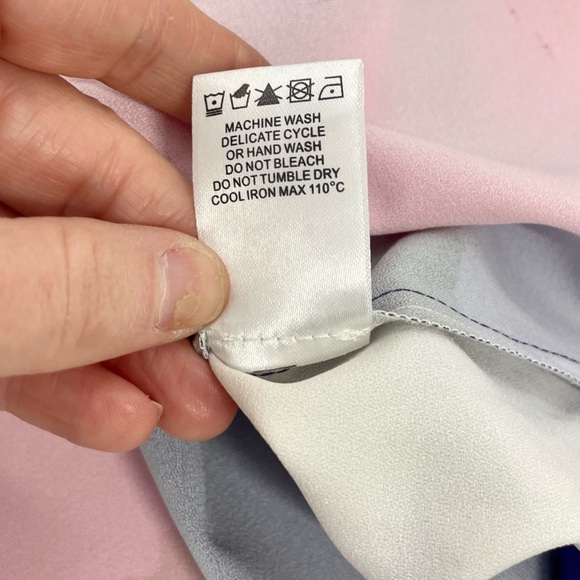 MACHINE WASH
DELICATE CYCLE
OR HAND WASH
DO NOT BLEACH
DO NOT TUMBLE DRY
COOL IRON MAX 110°C